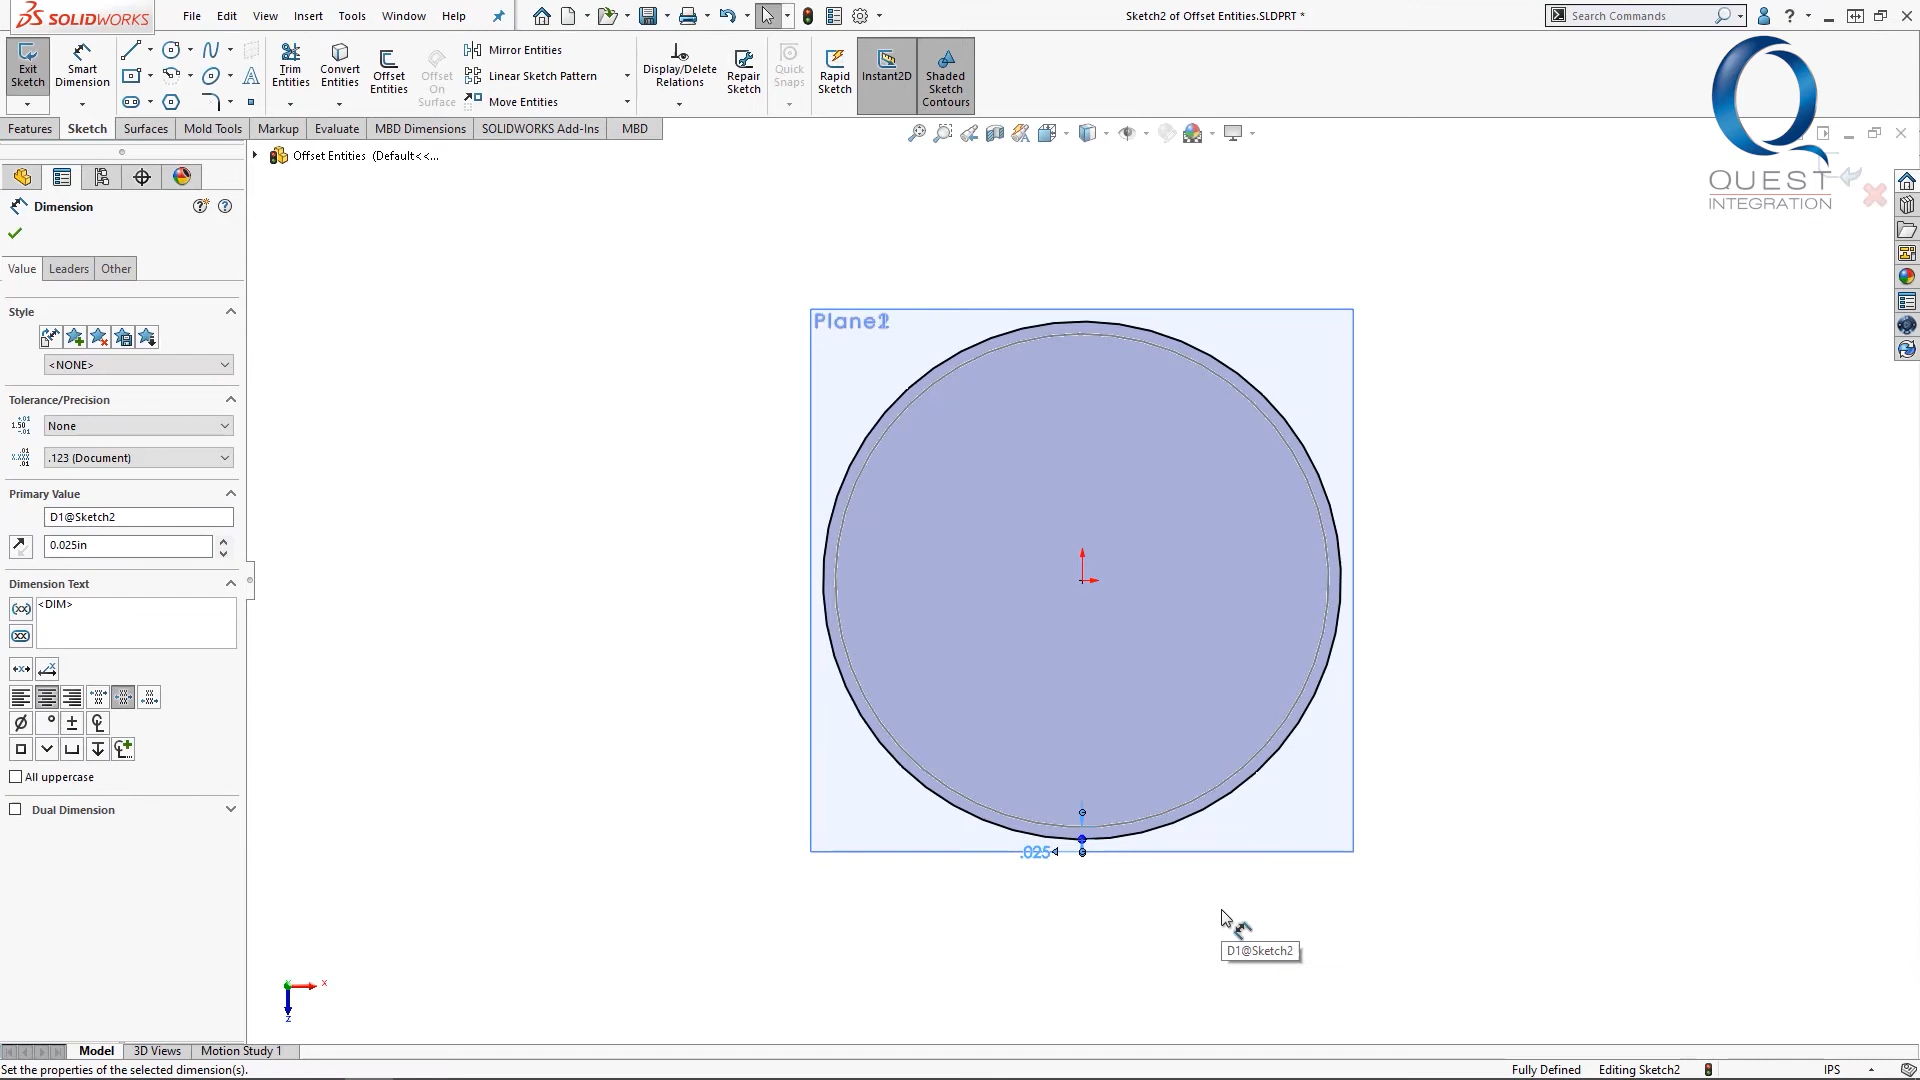 SOLIDWORKS
File
Edit
View
Insert
Tools
Window
Help
Sketch2 of Offset Entities.SLDPRT *
Search Commands
Exit Sketch
Smart Dimension
Trim Entities
Convert Entities
Offset Entities
Offset On Surface
Mirror Entities
Linear Sketch Pattern
Move Entities
Display/Delete Relations
Repair Sketch
Quick Snaps
Rapid Sketch
Instant2D
Shaded Sketch Contours
Features
Sketch
Surfaces
Mold Tools
Markup
Evaluate
MBD Dimensions
SOLIDWORKS Add-Ins
MBD
QUEST
INTEGRATION
Offset Entities (Default<<...
Dimension
Value
Leaders
Other
Style
<NONE>
Tolerance/Precision
None
.123 (Document)
Primary Value
D1@Sketch2
0.025in
Dimension Text
<DIM>
All uppercase
Dual Dimension
.025
D1@Sketch2
x
z
Model
3D Views
Motion Study 1
Set the properties of the selected dimension(s).
Fully Defined
Editing Sketch2
IPS